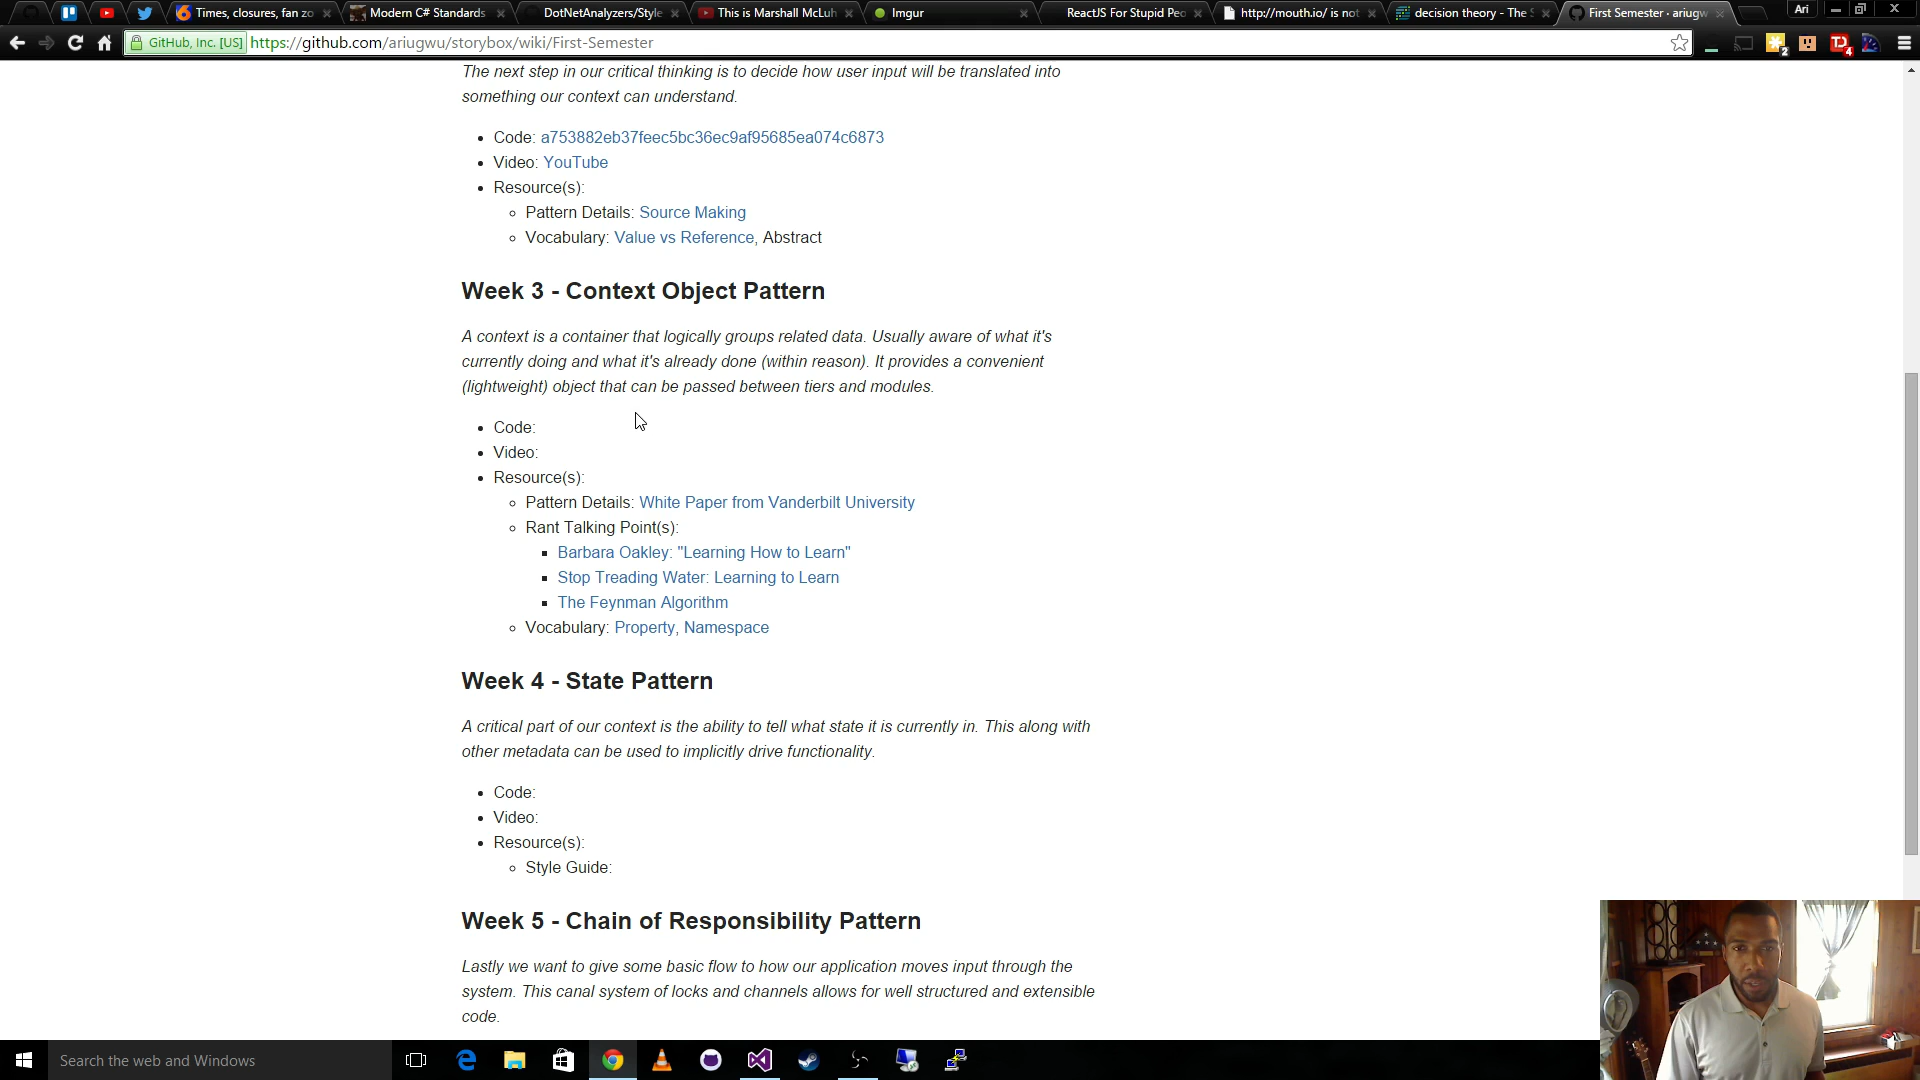 Times, closures, fan zo
Modern C# Standards
DotNetAnalyzers/Style
This is Marshall McLuh
Imgur
ReactJS For Stupid Peo
http://mouth.io/ is not
decision theory - The S
First Semester · ariugw
Ari
GitHub, Inc. [US] https://github.com/ariugwu/storybox/wiki/First-Semester
2
TD
4
The next step in our critical thinking is to decide how user input will be translated into
something our context can understand.
Code: a753882eb37feec5bc36ec9af95685ea074c6873
Video: YouTube
Resource(s):
Pattern Details: Source Making
Vocabulary: Value vs Reference, Abstract
Week 3 - Context Object Pattern
A context is a container that logically groups related data. Usually aware of what it's
currently doing and what it's already done (within reason). It provides a convenient
(lightweight) object that can be passed between tiers and modules.
Code:
Video:
Resource(s):
Pattern Details: White Paper from Vanderbilt University
Rant Talking Point(s):
Barbara Oakley: "Learning How to Learn"
Stop Treading Water: Learning to Learn
The Feynman Algorithm
Vocabulary: Property, Namespace
Week 4 - State Pattern
A critical part of our context is the ability to tell what state it is currently in. This along with
other metadata can be used to implicitly drive functionality.
Code:
Video:
Resource(s):
Style Guide:
Week 5 - Chain of Responsibility Pattern
Lastly we want to give some basic flow to how our application moves input through the
system. This canal system of locks and channels allows for well structured and extensible
code.
Search the web and Windows